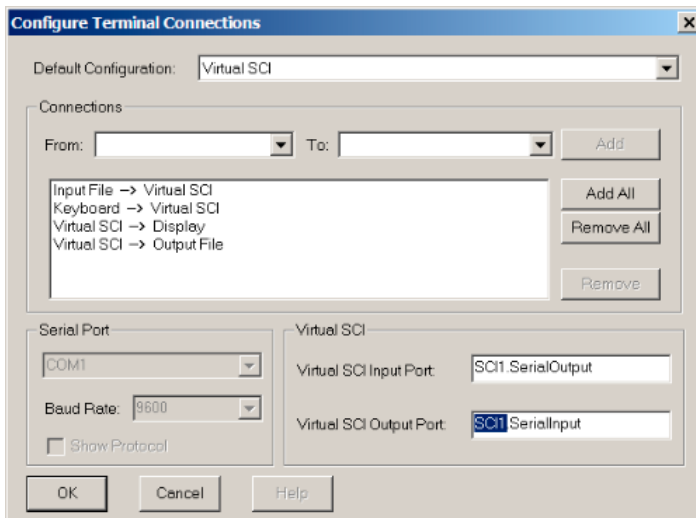 Configure Terminal Connections
Default Configuration: Virtual SCI
Connections
From: To: Add
Input File -> Virtual SCI
Keyboard -> Virtual SCI
Virtual SCI -> Display
Virtual SCI -> Output File
Add All
Remove All
Remove
Serial Port
COM1
Baud Rate: 9600
Show Protocol
Virtual SCI
Virtual SCI Input Port: SCI1.SerialOutput
Virtual SCI Output Port: SCI1.SerialInput
OK Cancel Help